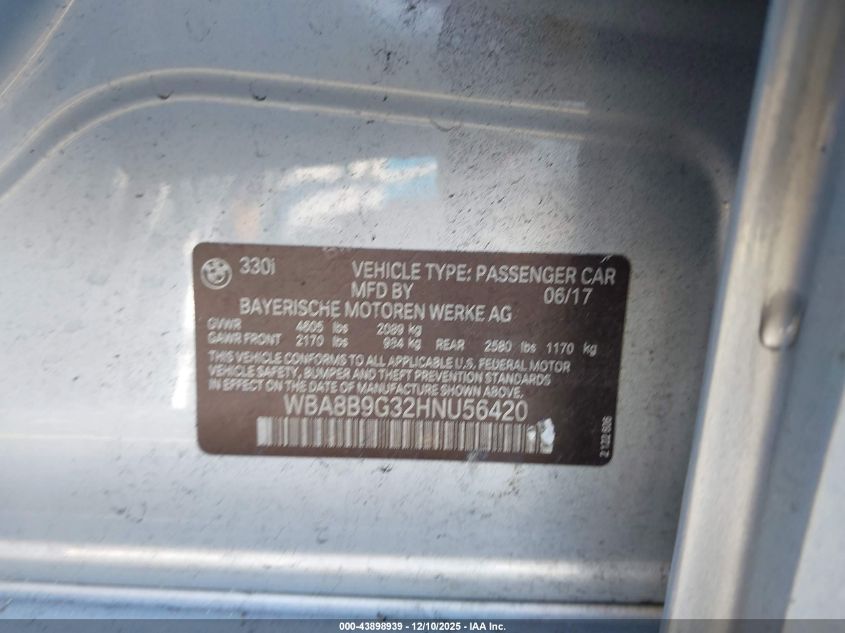 330i VEHICLE TYPE: PASSENGER CAR
MFD BY 06/17
BAYERISCHE MOTOREN WERKE AG
GVWR 4605 lbs 2089 kg
GAWR FRONT 2170 lbs 984 kg REAR 2580 lbs 1170 kg
THIS VEHICLE CONFORMS TO ALL APPLICABLE U.S. FEDERAL MOTOR
VEHICLE SAFETY, BUMPER AND THEFT PREVENTION STANDARDS
IN EFFECT ON THE DATE OF MANUFACTURE SHOWN ABOVE.
WBA8B9G32HNU56420
000-43898939 - 12/10/2025 - IAA Inc.